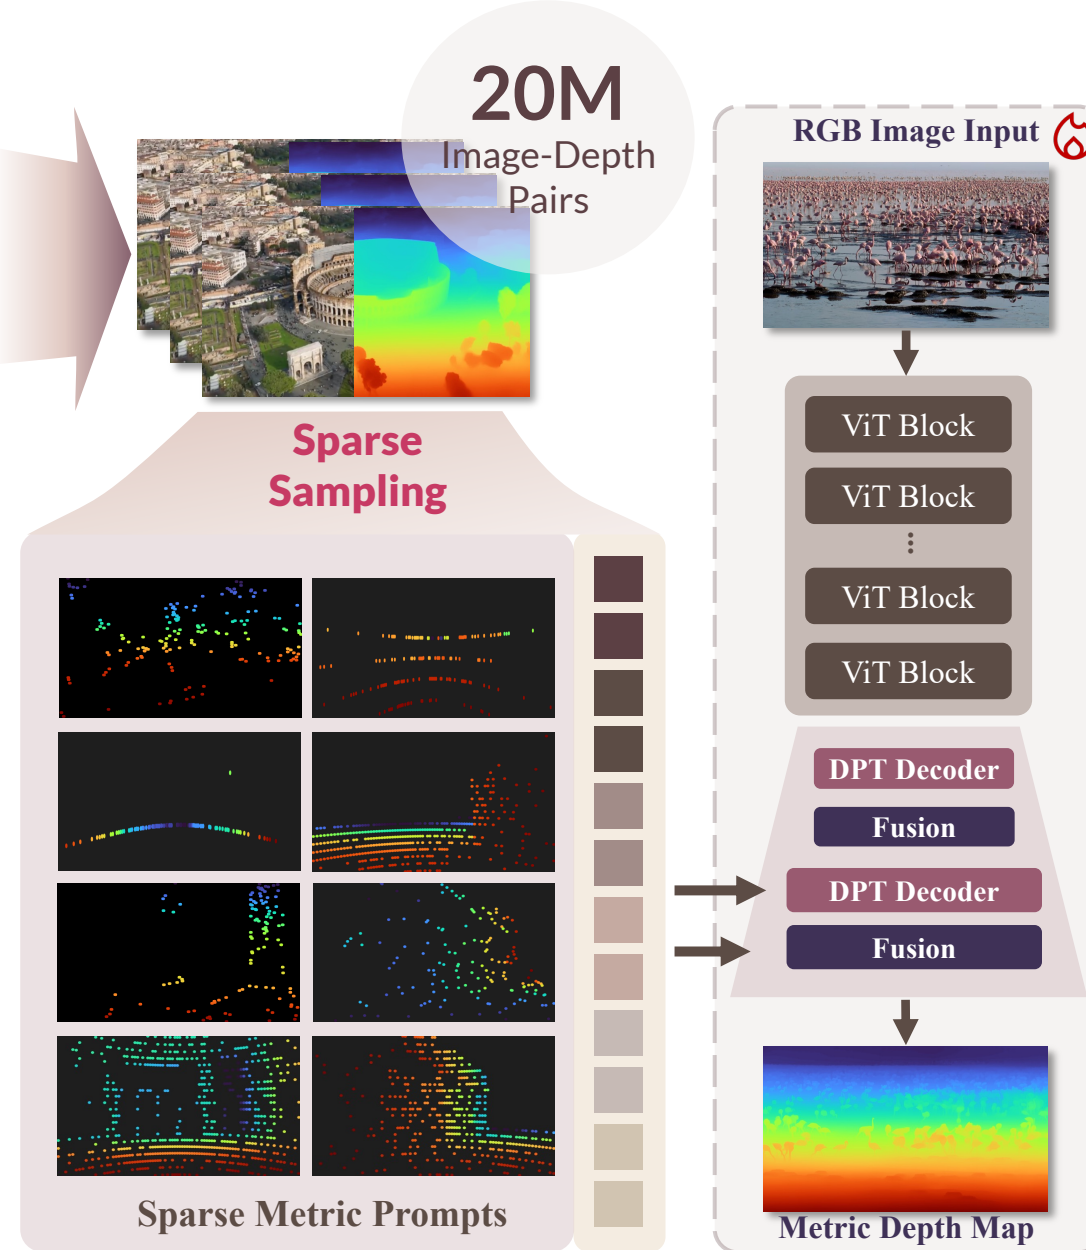 20M
Image-Depth
Pairs
Sparse
Sampling
Sparse Metric Prompts
RGB Image Input
ViT Block
ViT Block
ViT Block
ViT Block
DPT Decoder
Fusion
DPT Decoder
Fusion
Metric Depth Map